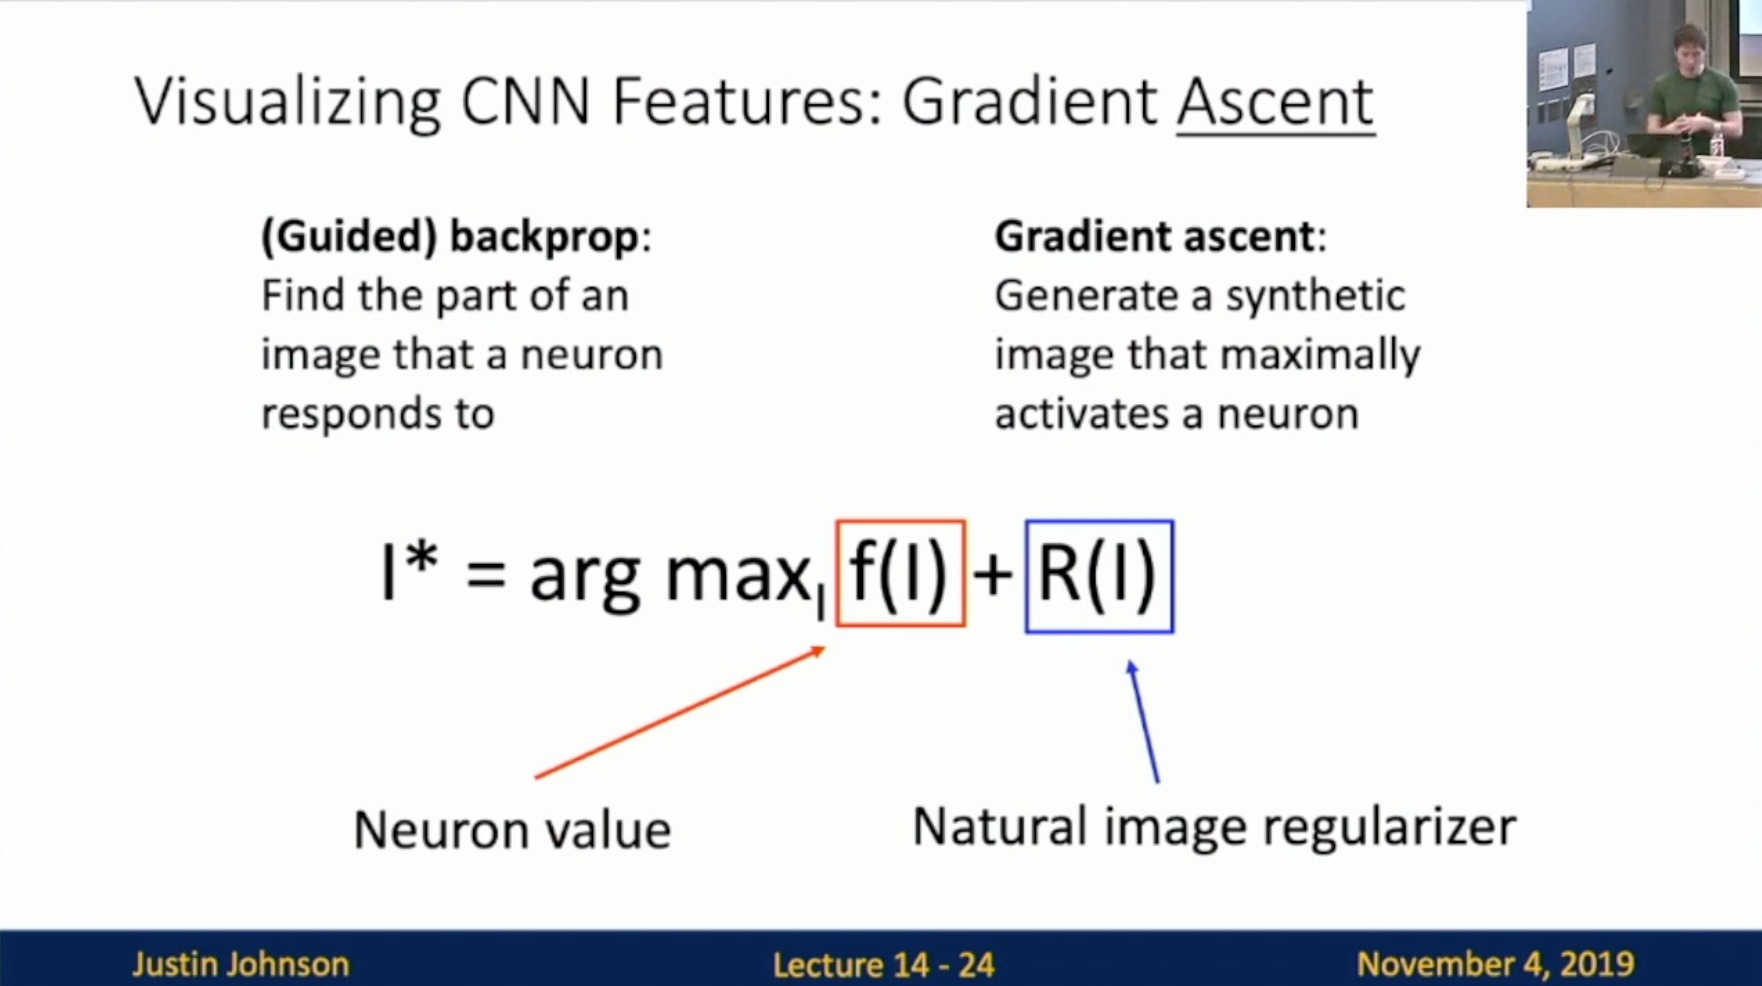 Visualizing CNN Features: Gradient Ascent
(Guided) backprop:
Find the part of an
image that a neuron
responds to
Gradient ascent:
Generate a synthetic
image that maximally
activates a neuron
I* = arg max_I f(I) + R(I)
Neuron value
Natural image regularizer
Justin Johnson
Lecture 14 - 24
November 4, 2019